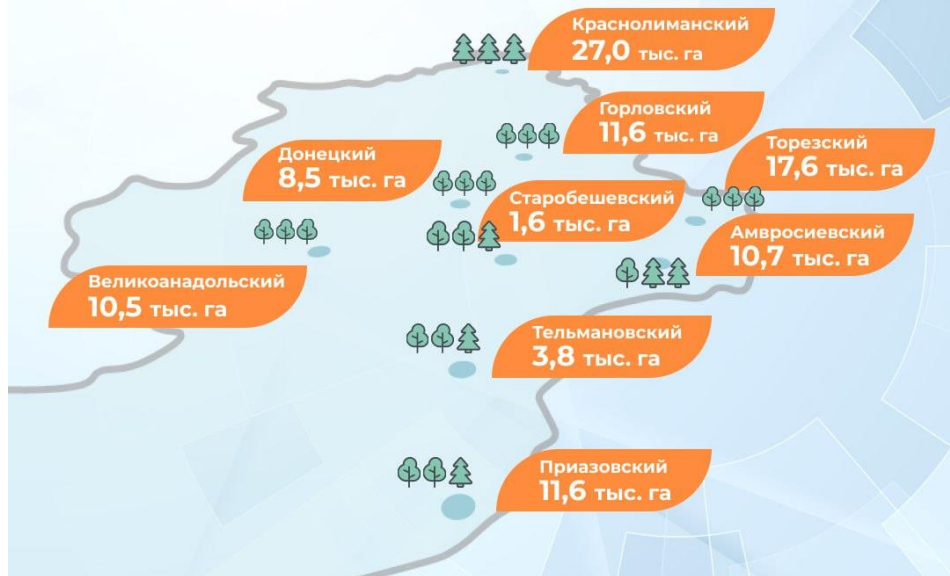 Краснолиманский
27,0 тыс. га
Горловский
11,6 тыс. га
Торезский
17,6 тыс. га
Донецкий
8,5 тыс. га
Старобешевский
1,6 тыс. га
Амвросиевский
10,7 тыс. га
Великоанадольский
10,5 тыс. га
Тельмановский
3,8 тыс. га
Приазовский
11,6 тыс. га